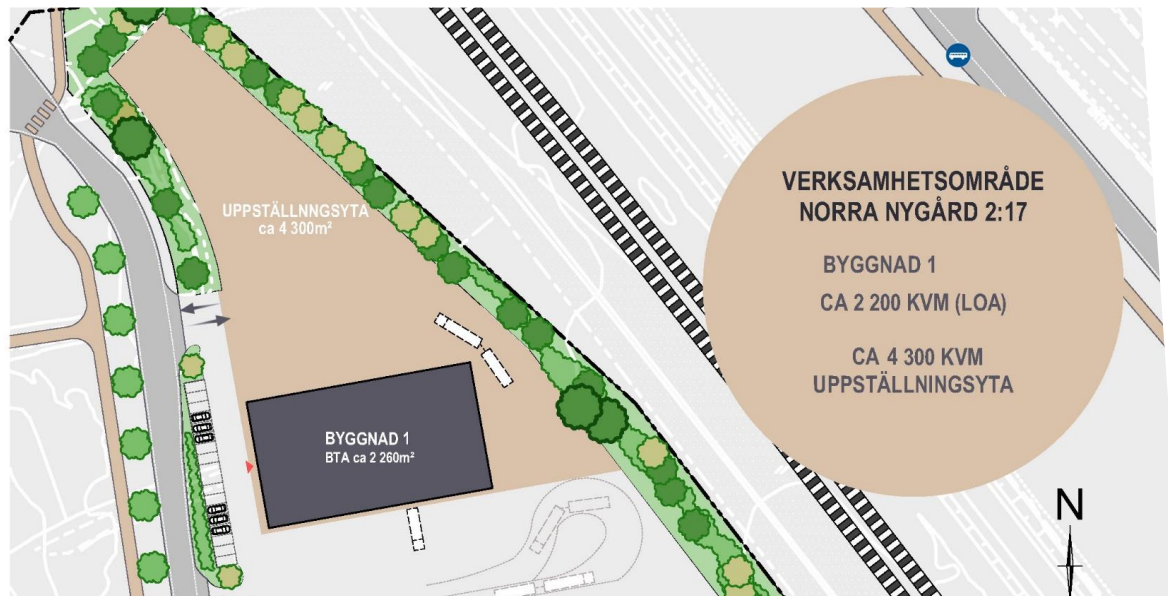 UPPSTÄLLNNGSYTA
ca 4 300m²
BYGGNAD 1
BTA ca 2 260m²
VERKSAMHETSOMRÅDE
NORRA NYGÅRD 2:17
BYGGNAD 1
CA 2 200 KVM (LOA)
CA 4 300 KVM
UPPSTÄLLNINGSYTA
N